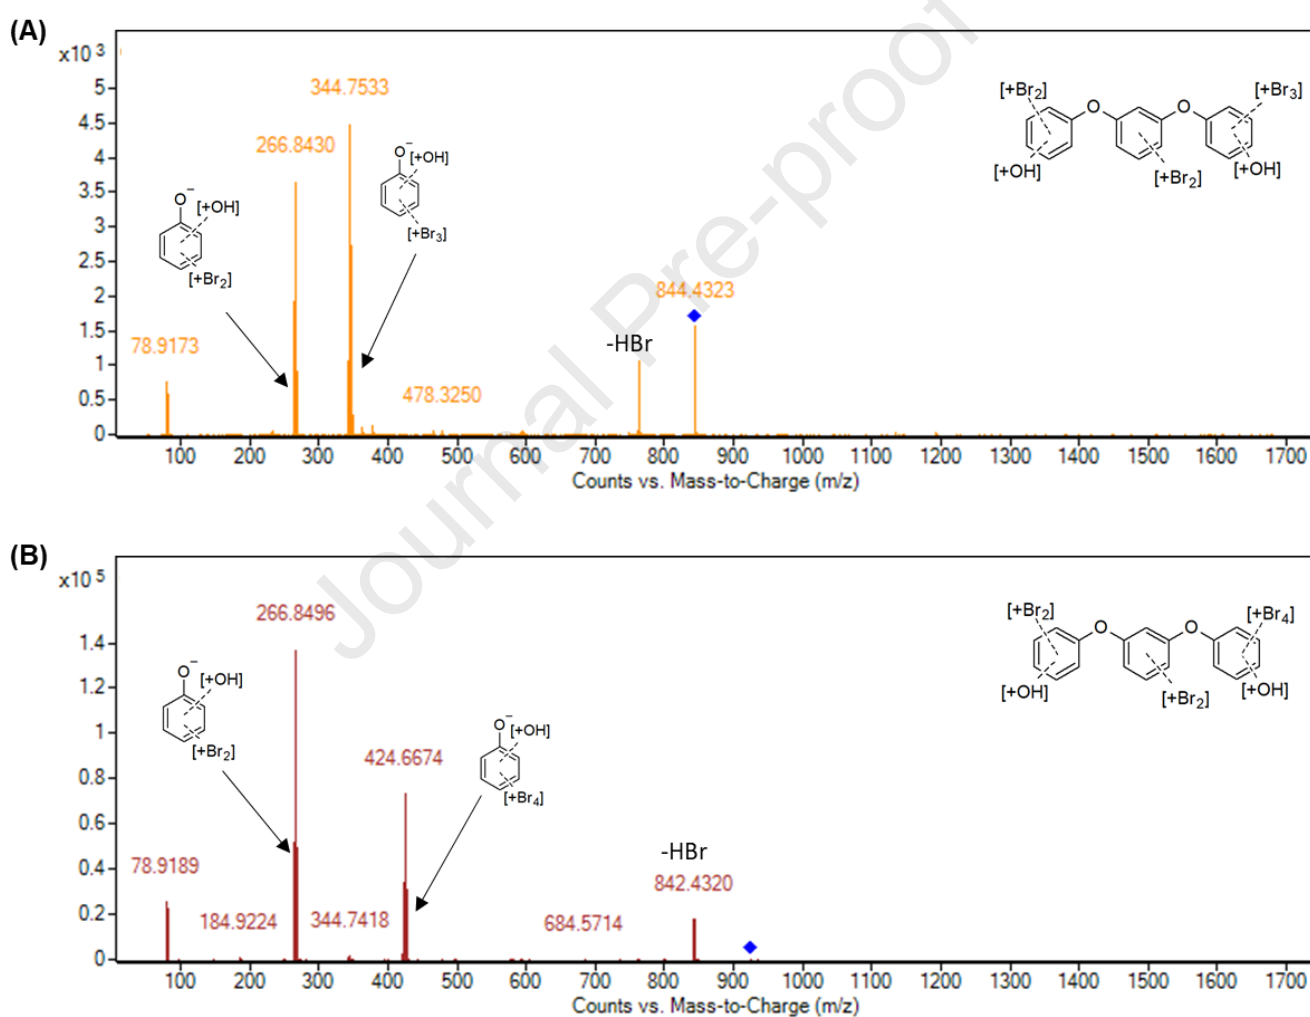 (A)
x10 3
5
4.5
4
3.5
3
2.5
2
1.5
1
0.5
0
78.9173
266.8430
344.7533
478.3250
844.4323
-HBr
O−
[+OH]
[+Br2]
O−
[+OH]
[+Br3]
[+Br2]
O
O
[+Br3]
[+OH]
[+Br2]
[+OH]
100 200 300 400 500 600 700 800 900 1000 1100 1200 1300 1400 1500 1600 1700
Counts vs. Mass-to-Charge (m/z)
Journal Pre-proof
(B)
x10 5
1.4
1.2
1
0.8
0.6
0.4
0.2
0
78.9189
184.9224
266.8496
344.7418
424.6674
684.5714
-HBr
842.4320
O−
[+OH]
[+Br2]
O−
[+OH]
[+Br4]
[+Br2]
O
O
[+Br4]
[+OH]
[+Br2]
[+OH]
100 200 300 400 500 600 700 800 900 1000 1100 1200 1300 1400 1500 1600 1700
Counts vs. Mass-to-Charge (m/z)